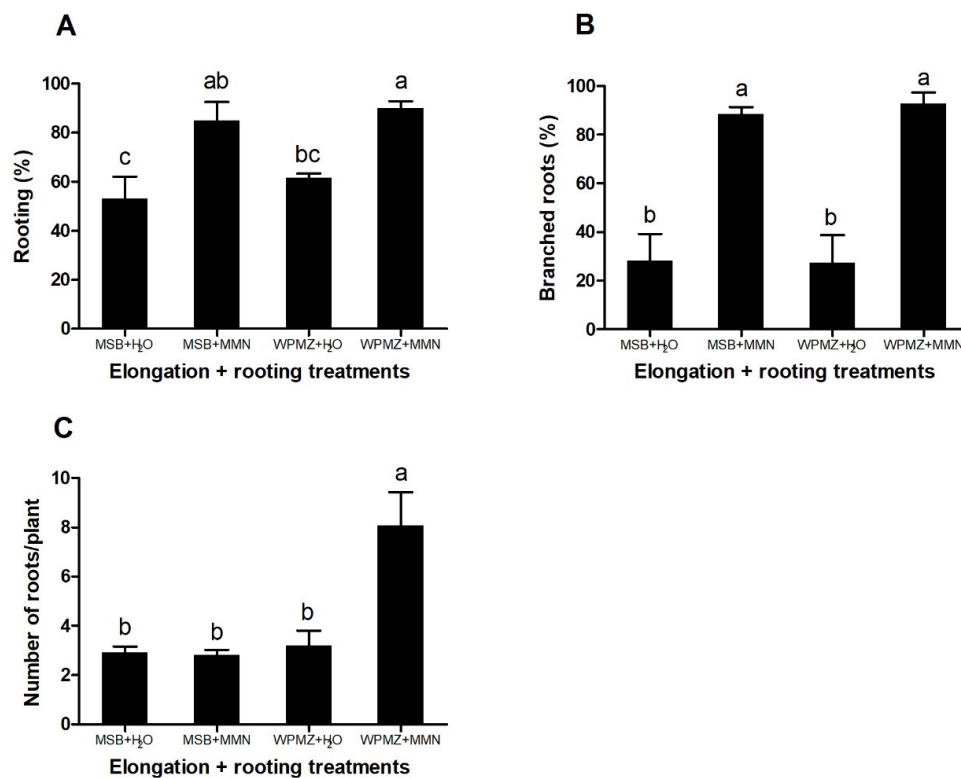 A
Rooting (%)
100
80
60
40
20
0
c
ab
bc
a
MSB+H₂O
MSB+MMN
WPMZ+H₂O
WPMZ+MMN
Elongation + rooting treatments
B
Branched roots (%)
100
80
60
40
20
0
b
a
b
a
MSB+H₂O
MSB+MMN
WPMZ+H₂O
WPMZ+MMN
Elongation + rooting treatments
C
Number of roots/plant
10
8
6
4
2
0
b
b
b
a
MSB+H₂O
MSB+MMN
WPMZ+H₂O
WPMZ+MMN
Elongation + rooting treatments